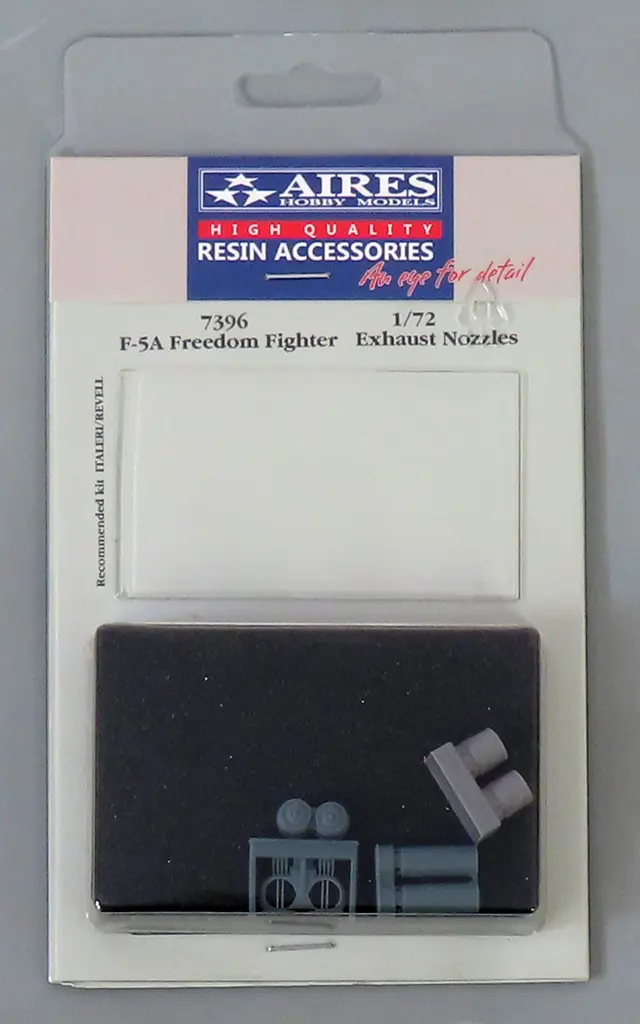 AIRES
HOBBY MODELS
HIGH QUALITY
RESIN ACCESSORIES
An eye for detail
7396 1/72
F-5A Freedom Fighter Exhaust Nozzles
Recommended kit ITALERI/REVELL